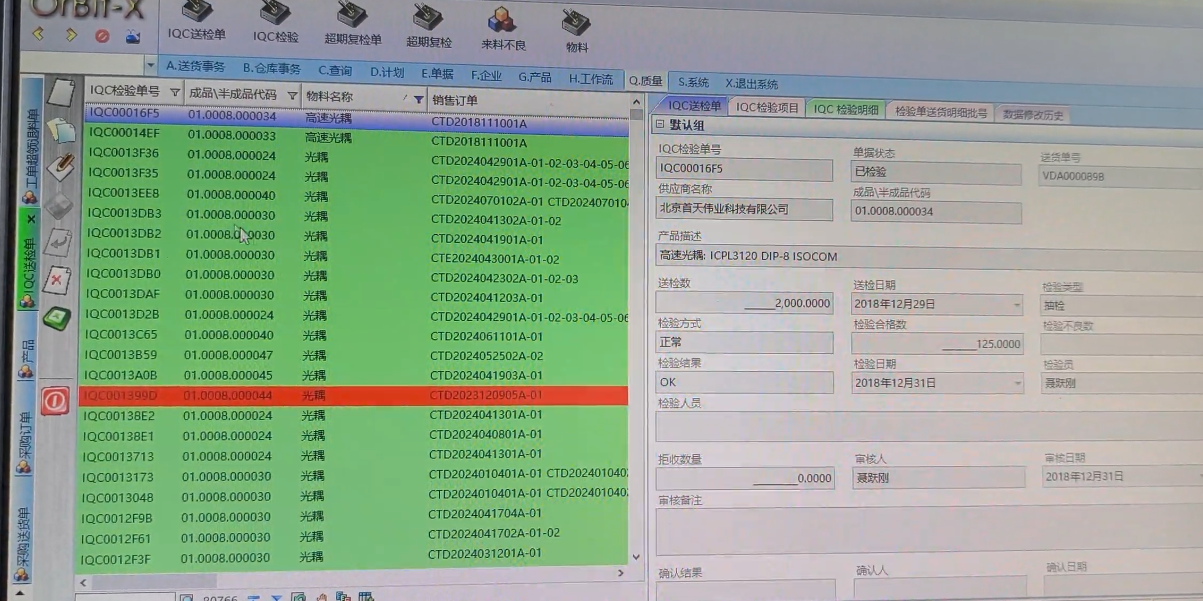 OrBit-X
IQC送检单 IQC检验 超期复检单 超期复检 来料不良 物料
A.送货事务 B.仓库事务 C.查询 D.计划 E.单据 F.企业 G.产品 H.工作流 Q.质量 S.系统 X.退出系统
工单超领退料单
IQC送检单
产品
采购订单
采购送货单
IQC检验单号 成品\半成品代码 物料名称 销售订单
IQC00016F5 01.0008.000034 高速光耦 CTD2018111001A
IQC00014EF 01.0008.000033 高速光耦 CTD2018111001A
IQC0013F36 01.0008.000024 光耦 CTD2024042901A-01-02-03-04-05-06
IQC0013F35 01.0008.000024 光耦 CTD2024042901A-01-02-03-04-05-06
IQC0013EE8 01.0008.000040 光耦 CTD2024070102A-01 CTD202407010
IQC0013DB3 01.0008.000030 光耦 CTD2024041302A-01-02
IQC0013DB2 01.0008.000030 光耦 CTD2024041901A-01
IQC0013DB1 01.0008.000030 光耦 CTE2024043001A-01-02
IQC0013DB0 01.0008.000030 光耦 CTD2024042302A-01-02-03
IQC0013DAF 01.0008.000030 光耦 CTD2024041203A-01
IQC0013D2B 01.0008.000024 光耦 CTD2024042901A-01-02-03-04-05-06
IQC0013C65 01.0008.000040 光耦 CTD2024061101A-01
IQC0013B59 01.0008.000047 光耦 CTD2024052502A-02
IQC0013A0B 01.0008.000045 光耦 CTD2024041903A-01
IQC001399D 01.0008.000044 光耦 CTD2023120905A-01
IQC00138E2 01.0008.000024 光耦 CTD2024041301A-01
IQC00138E1 01.0008.000024 光耦 CTD2024040801A-01
IQC0013713 01.0008.000024 光耦 CTD2024041301A-01
IQC0013173 01.0008.000030 光耦 CTD2024010401A-01 CTD202401040
IQC0013048 01.0008.000030 光耦 CTD2024010401A-01 CTD202401040
IQC0012F9B 01.0008.000030 光耦 CTD2024041704A-01
IQC0012F61 01.0008.000030 光耦 CTD2024041702A-01-02
IQC0012F3F 01.0008.000030 光耦 CTD2024031201A-01
80766
IQC送检单 IQC检验项目 IQC 检验明细 检验单送货明细批号 数据修改历史
默认组
IQC检验单号 单据状态 送货单号
IQC00016F5 已检验 VDA000089B
供应商名称 成品\半成品代码
北京首天伟业科技有限公司 01.0008.000034
产品描述
高速光耦: ICPL3120 DIP-8 ISOCOM
送检数 送检日期 检验类型
2,000.0000 2018年12月29日 抽检
检验方式 检验合格数 检验不良数
正常 125.0000
检验结果 检验日期 检验员
OK 2018年12月31日 聂跃刚
检验人员
拒收数量 审核人 审核日期
0.0000 聂跃刚 2018年12月31日
审核备注
确认结果 确认人 确认日期